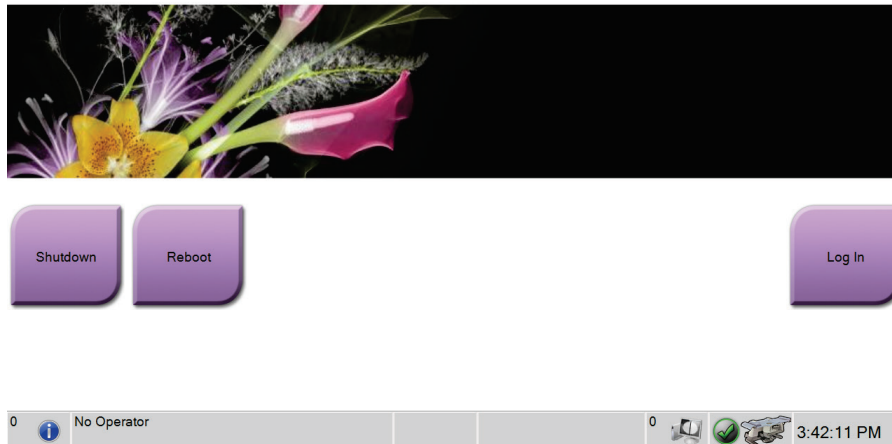 Shutdown
Reboot
Log In
0
No Operator
0
3:42:11 PM